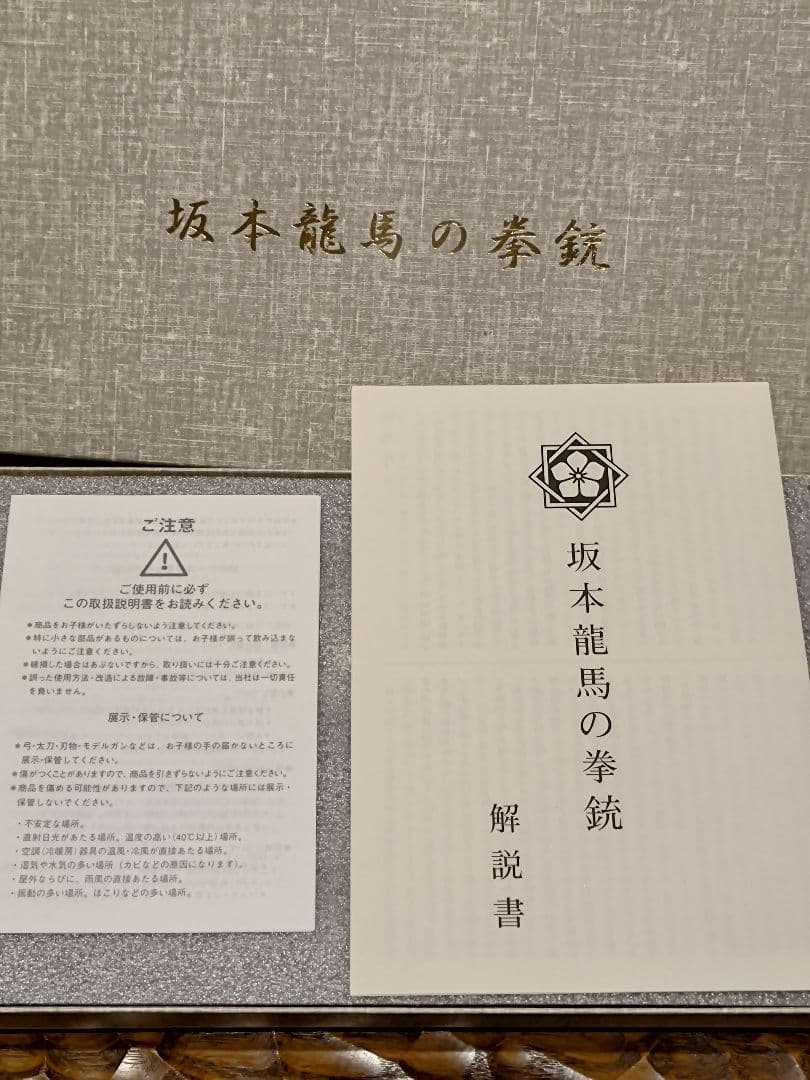 坂本龍馬の拳銃
ご注意
ご使用前に必ず
この取扱説明書をお読みください。
＊商品をお子様がいたずらしないよう注意してください。
＊特に小さな部品があるものについては、お子様が誤って飲み込まな
いようにご注意ください。
＊破損した場合はあぶないですから、取り扱いには十分ご注意ください。
＊誤った使用方法・改造による故障・事故等については、当社は一切責任
を負いません。
展示・保管について
＊弓・太刀・刃物・モデルガンなどは、お子様の手の届かないところに
展示・保管してください。
＊傷がつくことがありますので、商品を引きずらないようにご注意ください。
＊商品を傷める可能性がありますので、下記のような場所には展示・
保管しないでください。
・不安定な場所。
・直射日光があたる場所。温度の高い(40℃以上)場所。
・空調(冷暖房)器具の温風・冷風が直接あたる場所。
・湿気や水気の多い場所(カビなどの原因になります)。
・屋外ならびに、雨風の直接あたる場所。
・振動の多い場所。ほこりなどの多い場所。
坂本龍馬の拳銃
解説書